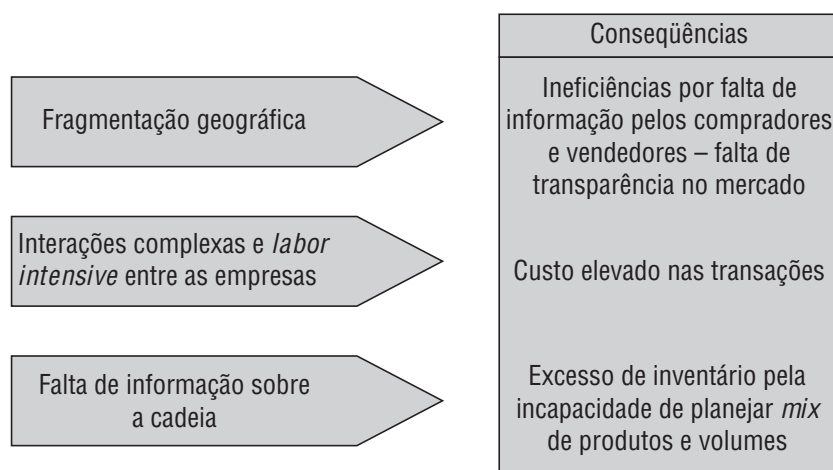 Conseqüências
Fragmentação geográfica
Ineficiências por falta de
informação pelos compradores
e vendedores – falta de
transparência no mercado
Interações complexas e labor
intensive entre as empresas
Custo elevado nas transações
Falta de informação sobre
a cadeia
Excesso de inventário pela
incapacidade de planejar mix
de produtos e volumes